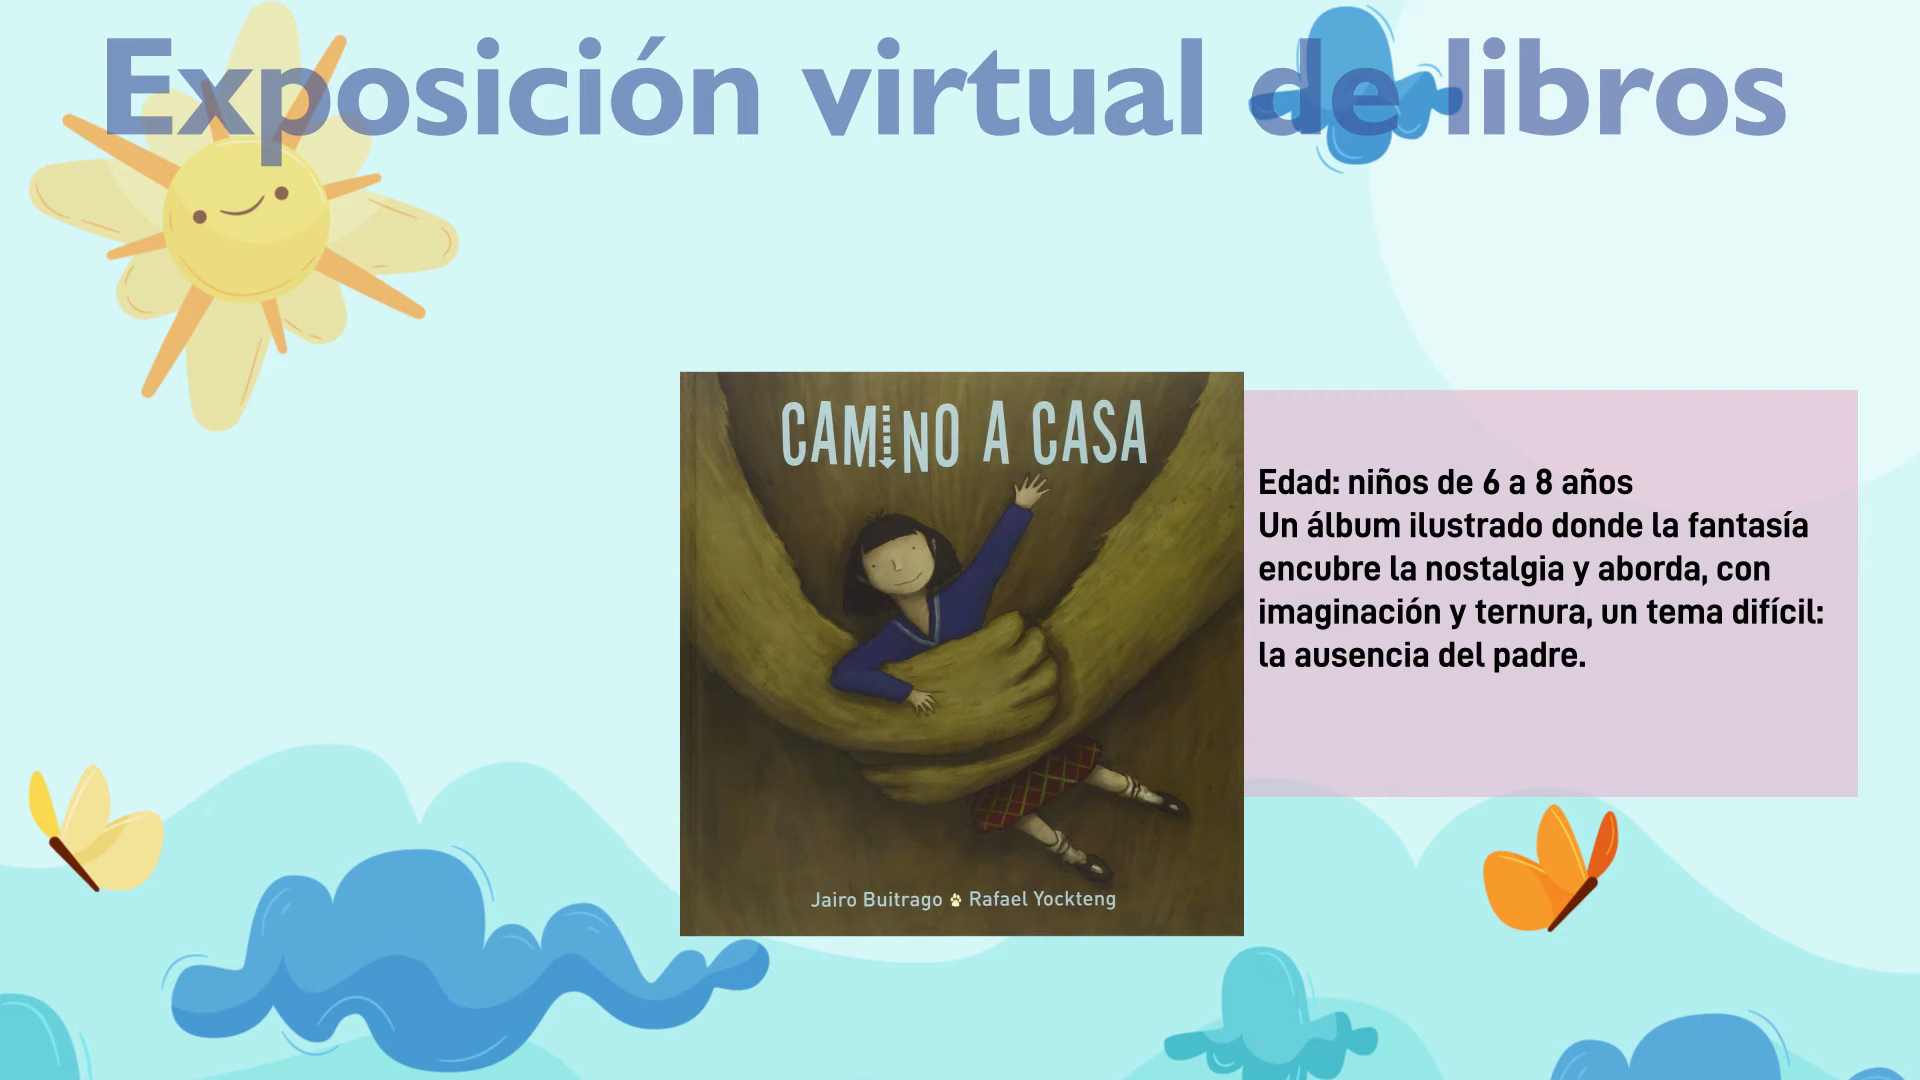 Exposición virtual de libros
CAMINO A CASA
Edad: niños de 6 a 8 años
Un álbum ilustrado donde la fantasía
encubre la nostalgia y aborda, con
imaginación y ternura, un tema difícil:
la ausencia del padre.
Jairo Buitrago Rafael Yockteng